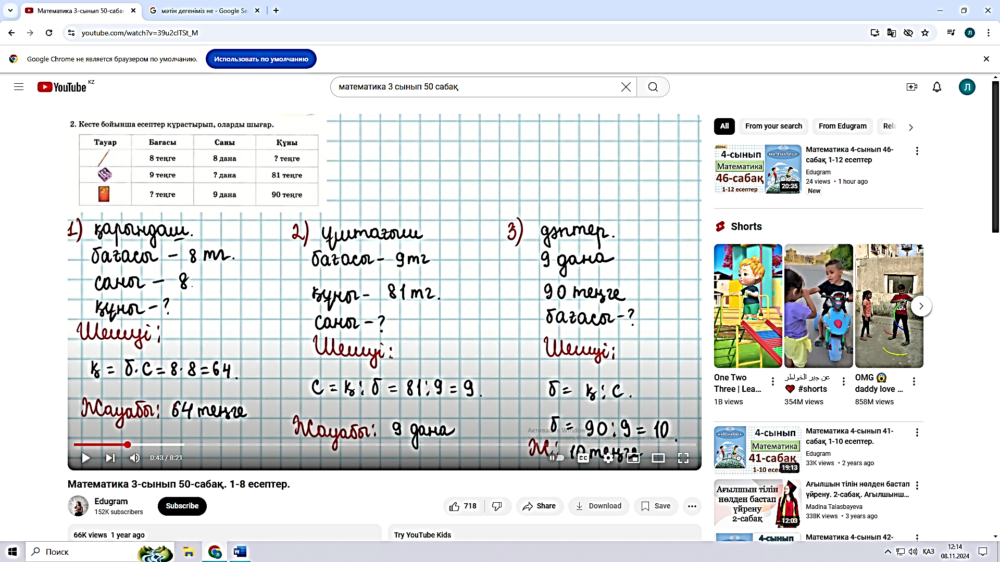 Математика 3-сынып 50-саба
мәтін дегеніміз не - Google Se
youtube.com/watch?v=39u2clTSt_M
Google Chrome не является браузером по умолчанию.
Использовать по умолчанию
YouTube KZ
математика 3 сынып 50 сабақ
Л
2. Кесте бойынша есептер құрастырып, оларды шығар.
Тауар Бағасы Саны Құны
8 теңге 8 дана ? теңге
9 теңге ? дана 81 теңге
? теңге 9 дана 90 теңге
1) қарындаш.
бағасы – 8 тг.
саны – 8.
құны – ?
Шешуі:
қ = б·с = 8·8 = 64.
Жауабы: 64 теңге
2) ұштағыш
бағасы – 9 тг
құны – 81 тг.
саны – ?
Шешуі:
с = қ : б = 81 : 9 = 9.
Жауабы: 9 дана
3) дәптер.
9 дана
90 теңге
бағасы – ?
Шешуі:
б = қ : с.
б = 90 : 9 = 10.
Ж: 10 теңге
Активация Windows
0:43 / 8:21
CC
Математика 3-сынып 50-сабақ. 1-8 есептер.
Edugram
152K subscribers
Subscribe
718
Share
Download
Save
66K views 1 year ago
Try YouTube Kids
All
From your search
From Edugram
Rela
2024ж.
4-сынып
Математика
46-сабақ
1-12 есептер
МАТЕМАТИКА
20:35
Математика 4-сынып 46-
сабақ 1-12 есептер
Edugram
24 views • 1 hour ago
New
Shorts
One Two
Three | Lea...
1B views
عن جبر الخواطر
❤️ #shorts
354M views
OMG 😱
daddy love ...
858M views
МАТЕМАТИКА
4-сынып
Математика
41-сабақ
1-10 есеп
19:13
Математика 4-сынып 41-
сабақ 1-10 есептер.
Edugram
33K views • 2 years ago
Ағылшын тілін
нөлден бастап
үйрену
2-сабақ
12:03
Ағылшын тілін нөлден бастап
үйрену. 2-сабақ. Агылшынш...
Madina Talasbayeva
338K views • 3 years ago
4-сынып
Математика 4-сынып 42-
Поиск
ҚАЗ
12:14
08.11.2024